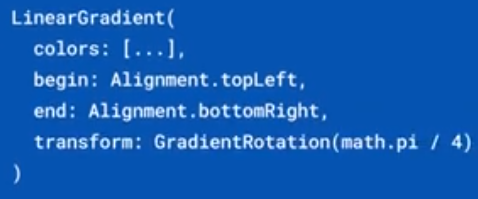 LinearGradient(
  colors: [...],
  begin: Alignment.topLeft,
  end: Alignment.bottomRight,
  transform: GradientRotation(math.pi / 4)
)